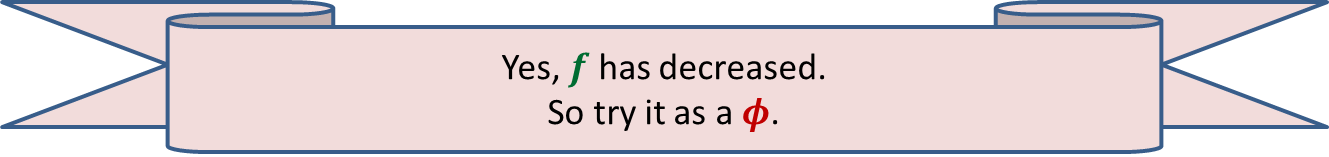 Yes, f has decreased.
So try it as a ϕ.